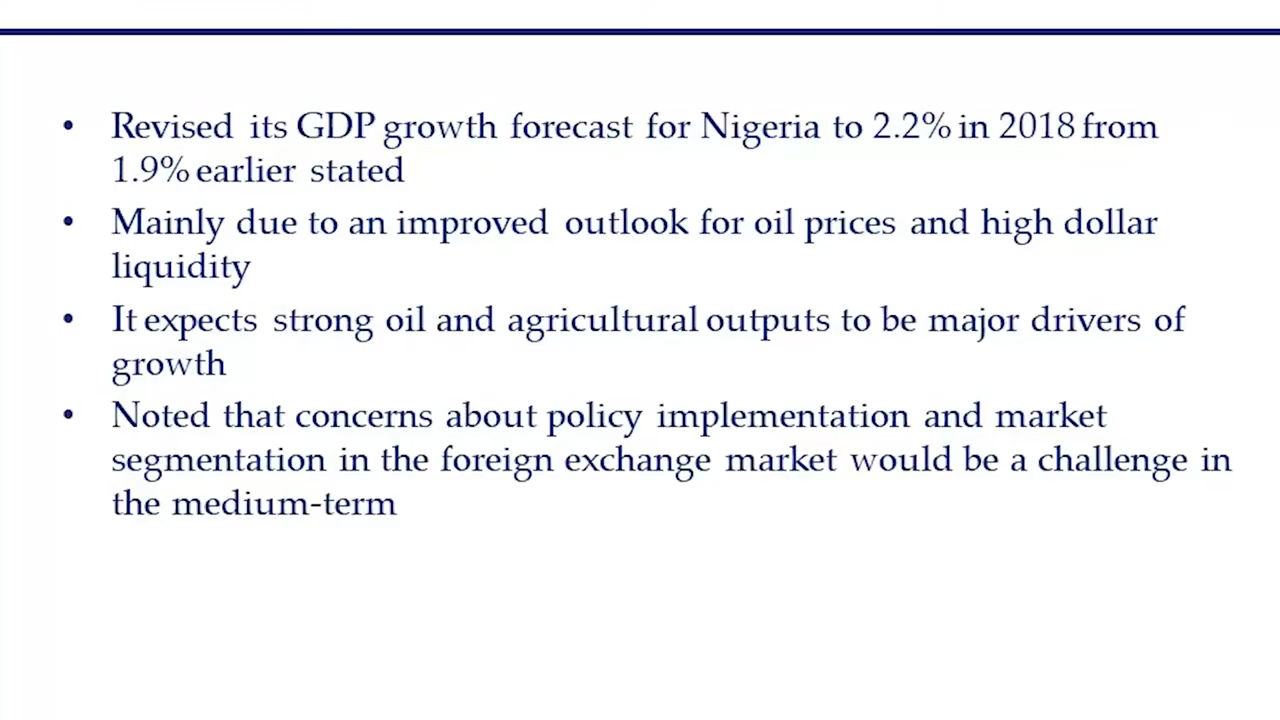 • Revised its GDP growth forecast for Nigeria to 2.2% in 2018 from
1.9% earlier stated
• Mainly due to an improved outlook for oil prices and high dollar
liquidity
• It expects strong oil and agricultural outputs to be major drivers of
growth
• Noted that concerns about policy implementation and market
segmentation in the foreign exchange market would be a challenge in
the medium-term